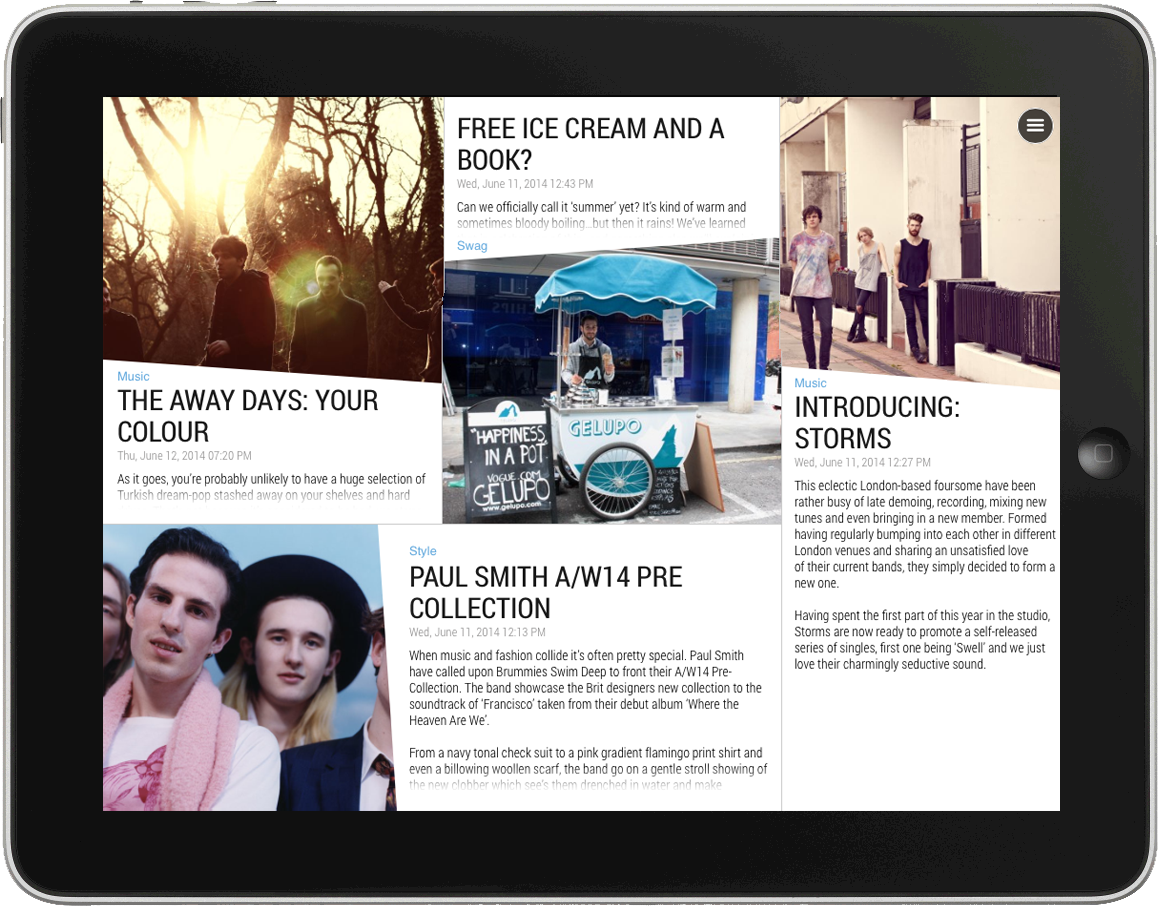 Music
THE AWAY DAYS: YOUR
COLOUR
Thu, June 12, 2014 07:20 PM
As it goes, you're probably unlikely to have a huge selection of
Turkish dream-pop stashed away on your shelves and hard
FREE ICE CREAM AND A
BOOK?
Wed, June 11, 2014 12:43 PM
Can we officially call it 'summer' yet? It's kind of warm and
sometimes bloody boiling...but then it rains! We've learned
Swag
"HAPPINESS
IN A POT"
VOGUE.COM
GELUPO
www.gelupo.com
GELUPO
Music
INTRODUCING:
STORMS
Wed, June 11, 2014 12:27 PM
This eclectic London-based foursome have been
rather busy of late demoing, recording, mixing new
tunes and even bringing in a new member. Formed
having regularly bumping into each other in different
London venues and sharing an unsatisfied love
of their current bands, they simply decided to form a
new one.
Having spent the first part of this year in the studio,
Storms are now ready to promote a self-released
series of singles, first one being 'Swell' and we just
love their charmingly seductive sound.
Style
PAUL SMITH A/W14 PRE
COLLECTION
Wed, June 11, 2014 12:13 PM
When music and fashion collide it's often pretty special. Paul Smith
have called upon Brummies Swim Deep to front their A/W14 Pre-
Collection. The band showcase the Brit designers new collection to the
soundtrack of 'Francisco' taken from their debut album 'Where the
Heaven Are We'.
From a navy tonal check suit to a pink gradient flamingo print shirt and
even a billowing woollen scarf, the band go on a gentle stroll showing of
the new clobber which see's them drenched in water and make